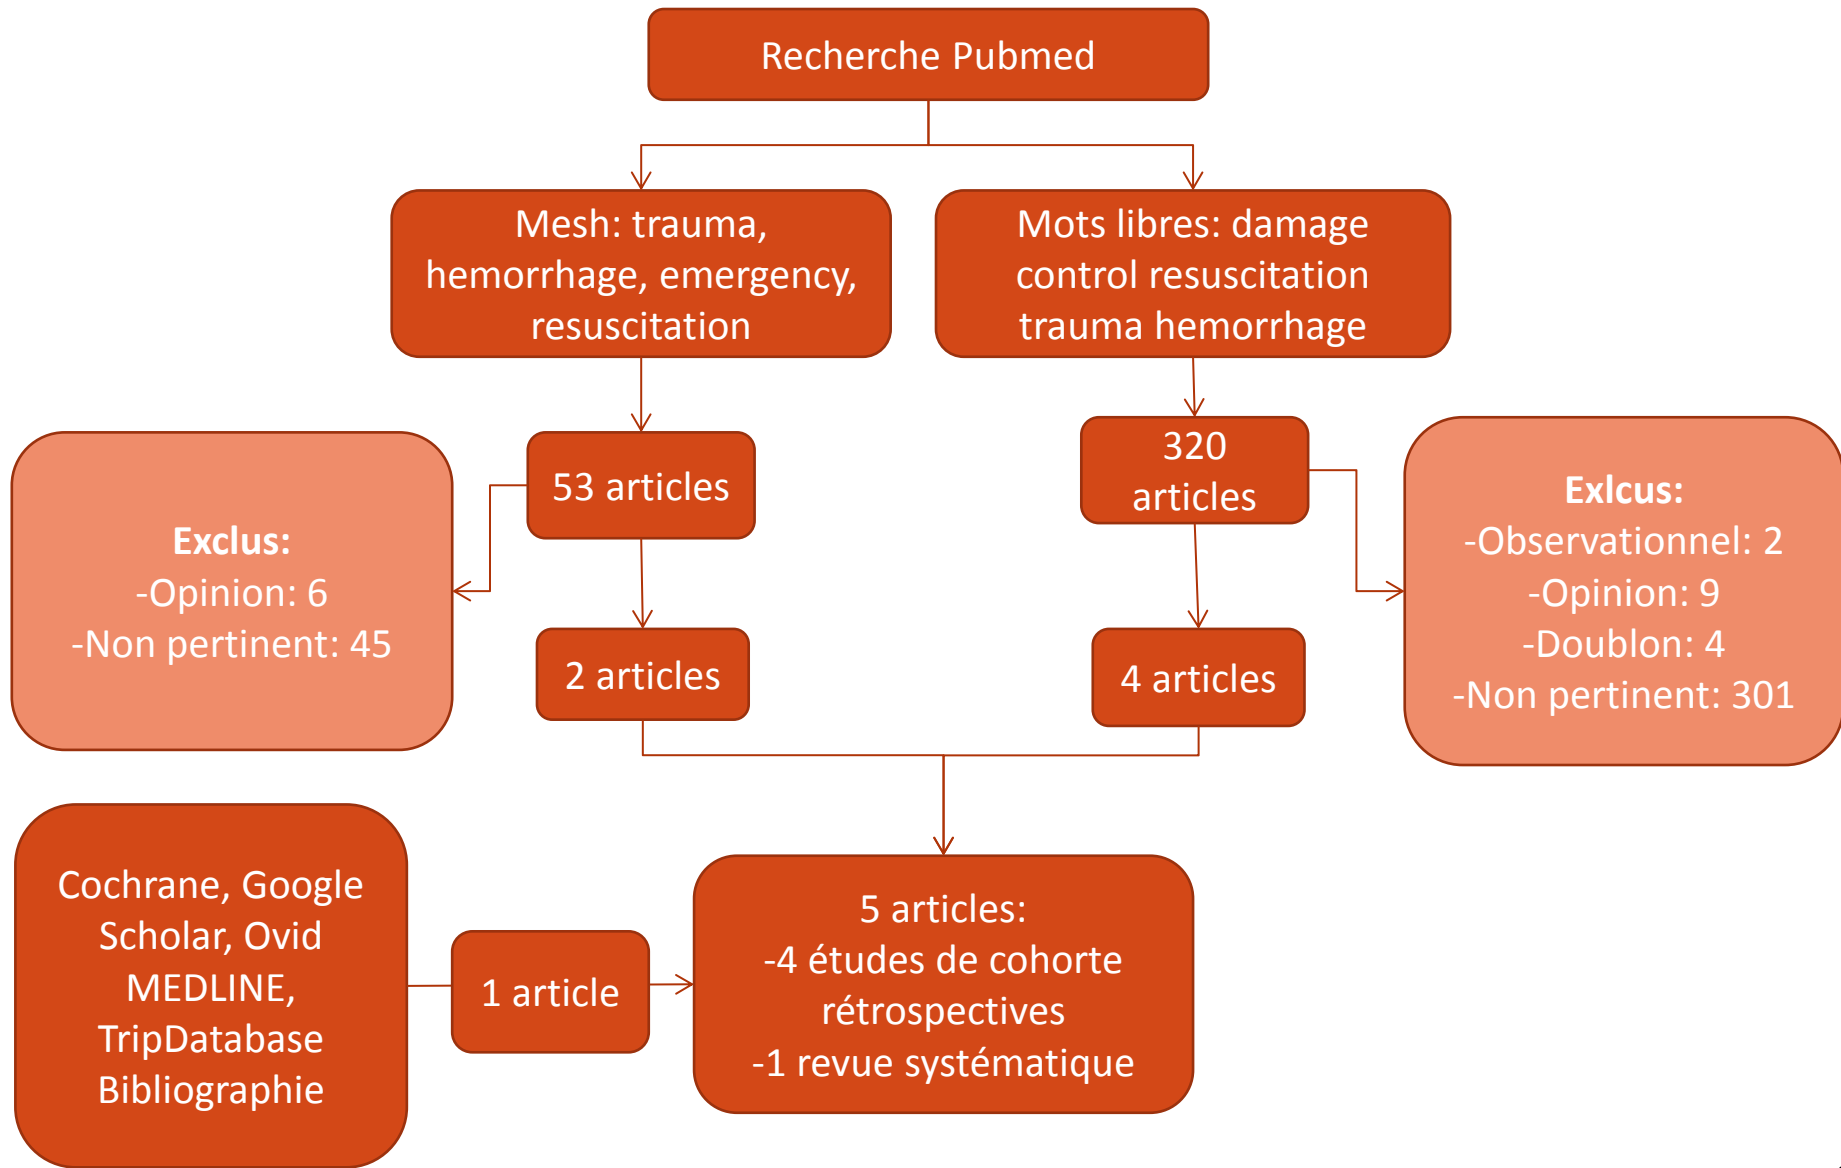 Recherche Pubmed
Mesh: trauma,
hemorrhage, emergency,
resuscitation
Mots libres: damage
control resuscitation
trauma hemorrhage
53 articles
320
articles
Exclus:
-Opinion: 6
-Non pertinent: 45
Exlcus:
-Observationnel: 2
-Opinion: 9
-Doublon: 4
-Non pertinent: 301
2 articles
4 articles
Cochrane, Google
Scholar, Ovid
MEDLINE,
TripDatabase
Bibliographie
1 article
5 articles:
-4 études de cohorte
rétrospectives
-1 revue systématique